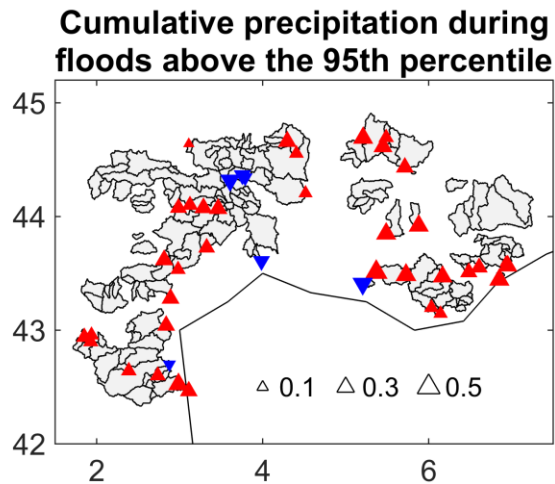 Cumulative precipitation during
floods above the 95th percentile
45
44
43
42
0.1 0.3 0.5
2 4 6